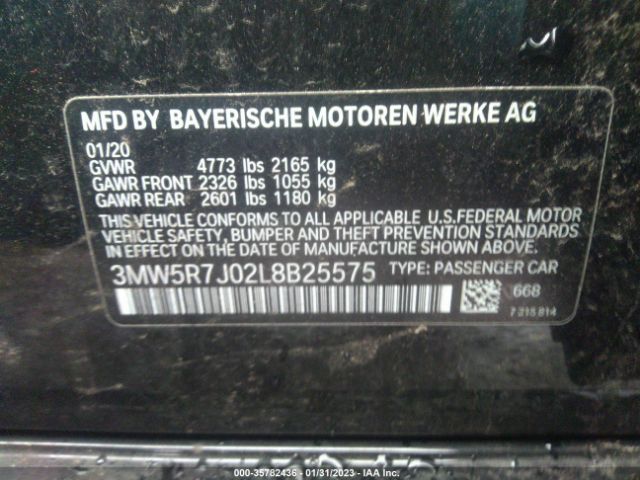 MFD BY BAYERISCHE MOTOREN WERKE AG
01/20
GVWR 4773 lbs 2165 kg
GAWR FRONT 2326 lbs 1055 kg
GAWR REAR 2601 lbs 1180 kg
THIS VEHICLE CONFORMS TO ALL APPLICABLE U.S.FEDERAL MOTOR
VEHICLE SAFETY, BUMPER AND THEFT PREVENTION STANDARDS
IN EFFECT ON DATE OF MANUFACTURE SHOWN ABOVE.
3MW5R7J02L8B25575 TYPE: PASSENGER CAR
668
7 315 814
000-35782436 - 01/31/2023 - IAA Inc.